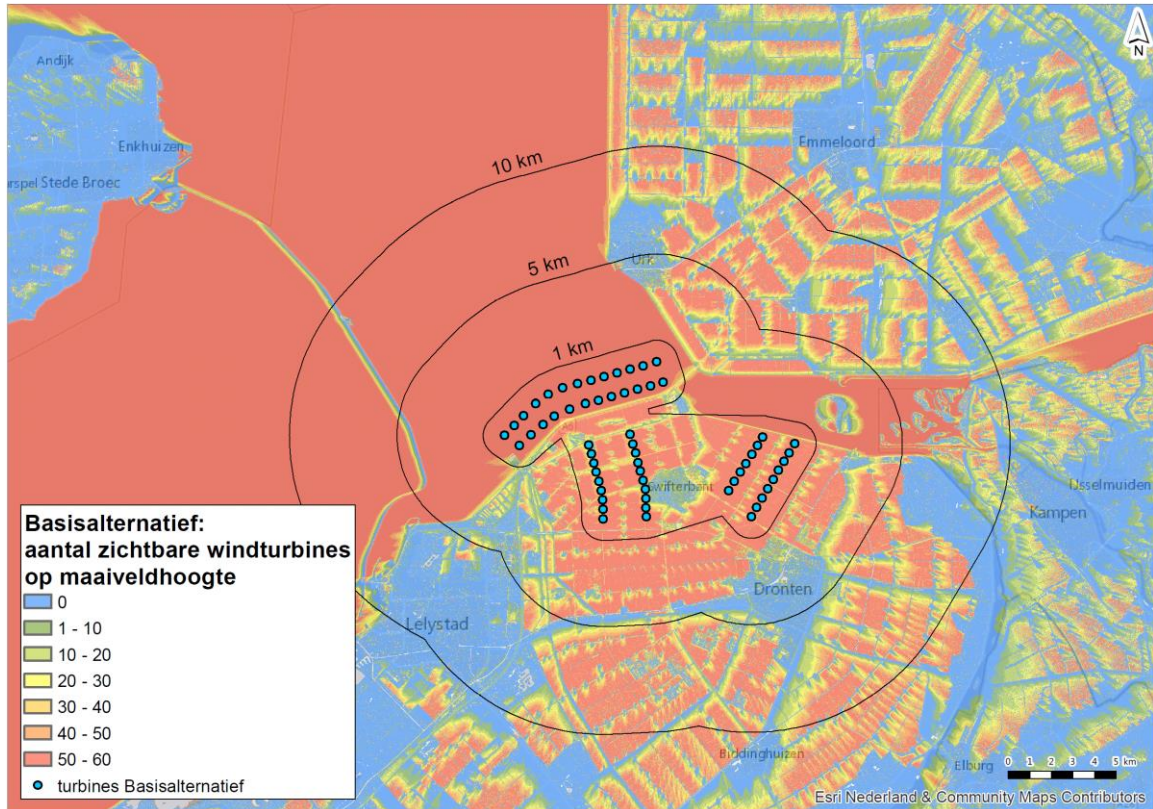 Andijk
N
Enkhuizen
Emmeloord
10 km
Stede Broec
Urk
5 km
1 km
Swifterbant
IJsselmuiden
Kampen
Dronten
Lelystad
Biddinghuizen
Elburg
Basisalternatief:
aantal zichtbare windturbines
op maaiveldhoogte
0
1 - 10
10 - 20
20 - 30
30 - 40
40 - 50
50 - 60
turbines Basisalternatief
0 1 2 3 4 5 km
Esri Nederland & Community Maps Contributors